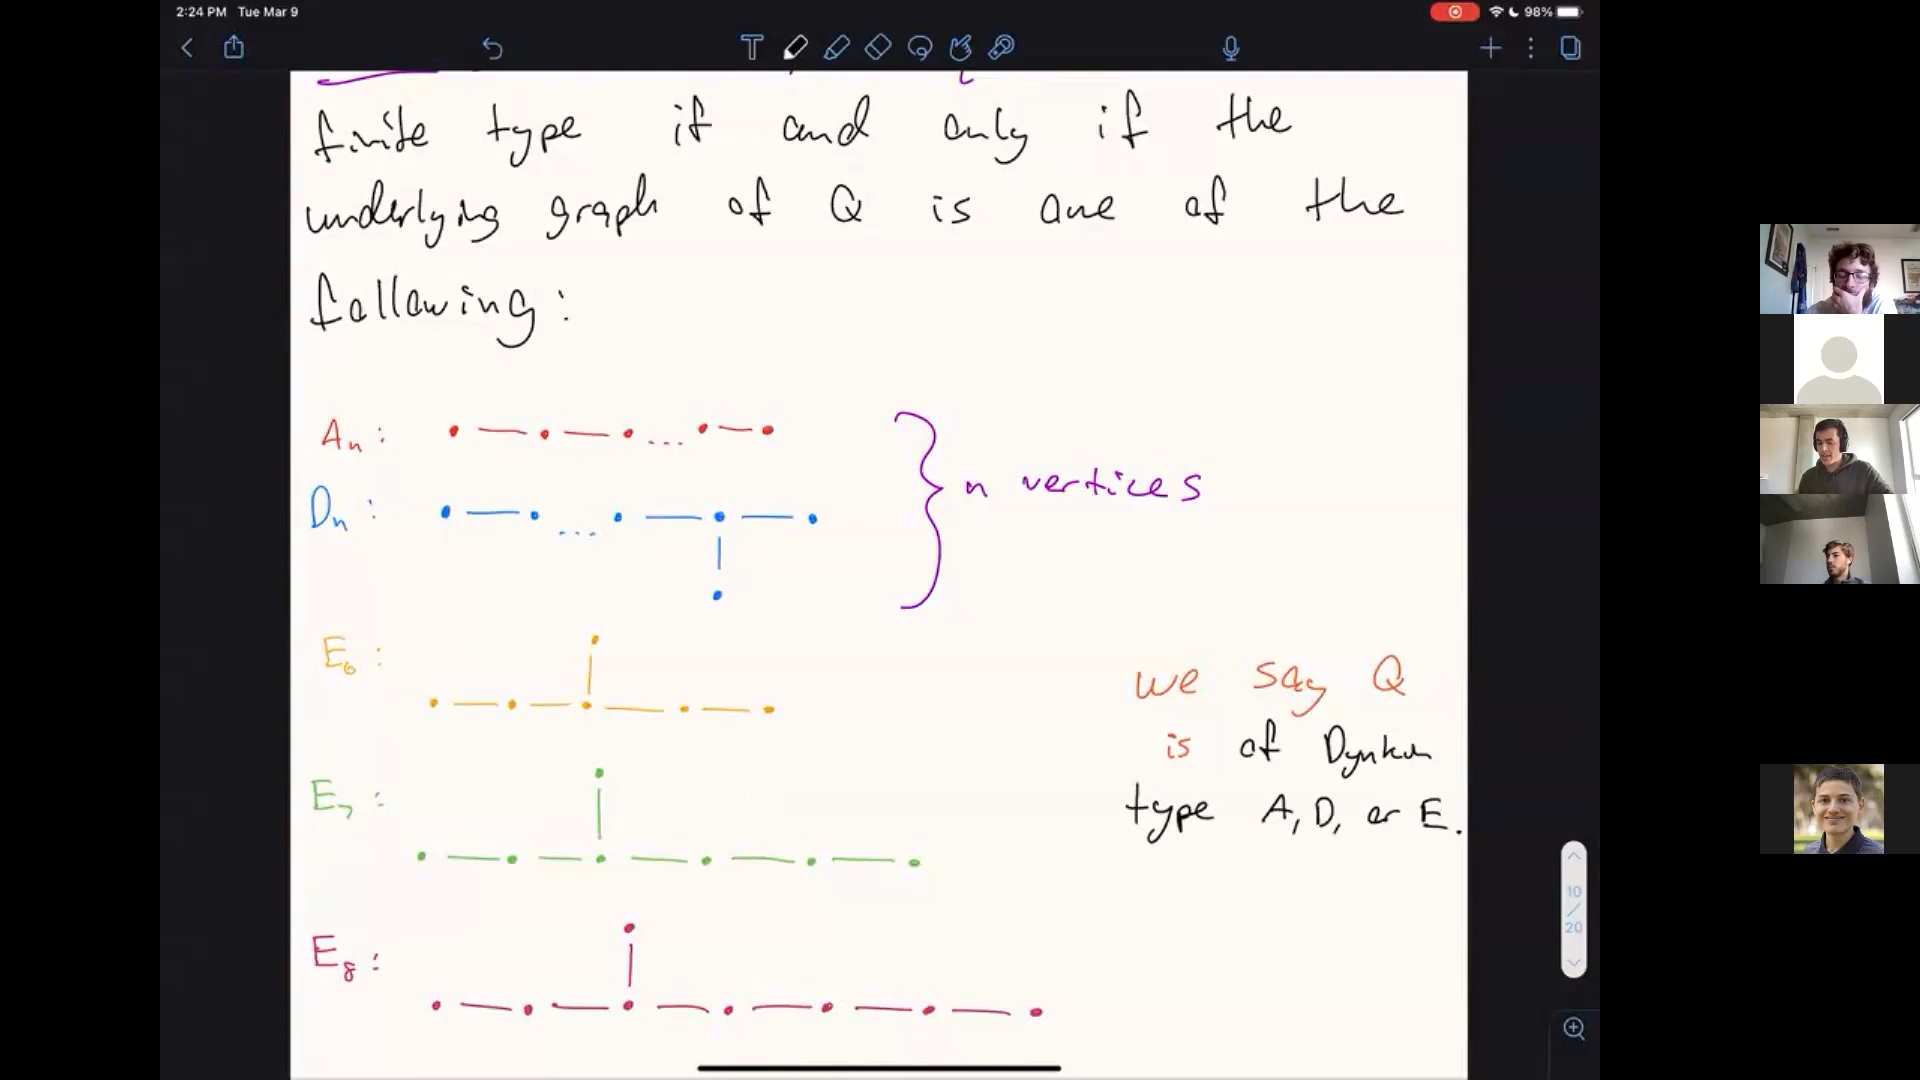 2:24 PM Tue Mar 9
98%
finite type if and only if the
underlying graph of Q is one of the
following:
An:
...
Dn:
...
n vertices
E6:
we say Q
is of Dynkin
type A, D, or E.
E7:
E8:
10
/
20